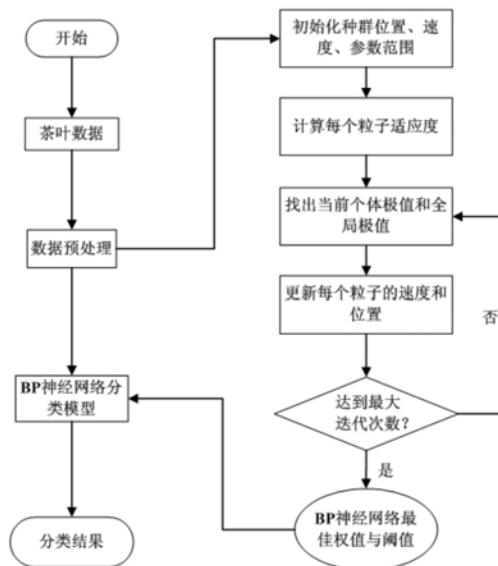 开始
茶叶数据
数据预处理
BP神经网络分
类模型
分类结果
初始化种群位置、速
度、参数范围
计算每个粒子适应度
找出当前个体极值和全
局极值
更新每个粒子的速度和
位置
达到最大
迭代次数？
否
是
BP神经网络最
佳权值与阈值